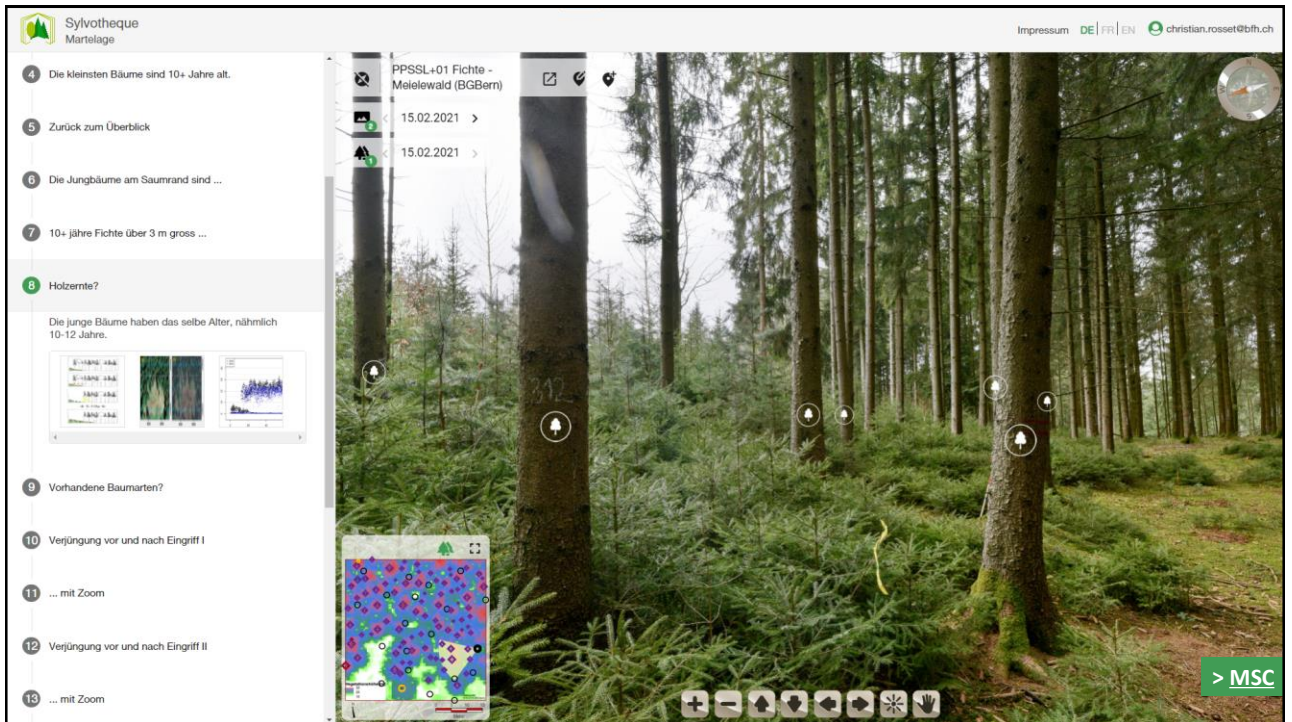 Sylvotheque
Martelage
Impressum DE FR EN christian.rosset@bfh.ch
4 Die kleinsten Bäume sind 10+ Jahre alt.
5 Zurück zum Überblick
6 Die Jungbäume am Saumrand sind ...
7 10+ jähre Fichte über 3 m gross ...
8 Holzernte?
Die junge Bäume haben das selbe Alter, nähmlich
10-12 Jahre.
9 Vorhandene Baumarten?
10 Verjüngung vor und nach Eingriff I
11 ... mit Zoom
12 Verjüngung vor und nach Eingriff II
13 ... mit Zoom
PPSSL+01 Fichte -
Meielewald (BGBern)
2 15.02.2021
1 15.02.2021
N
312
> MSC